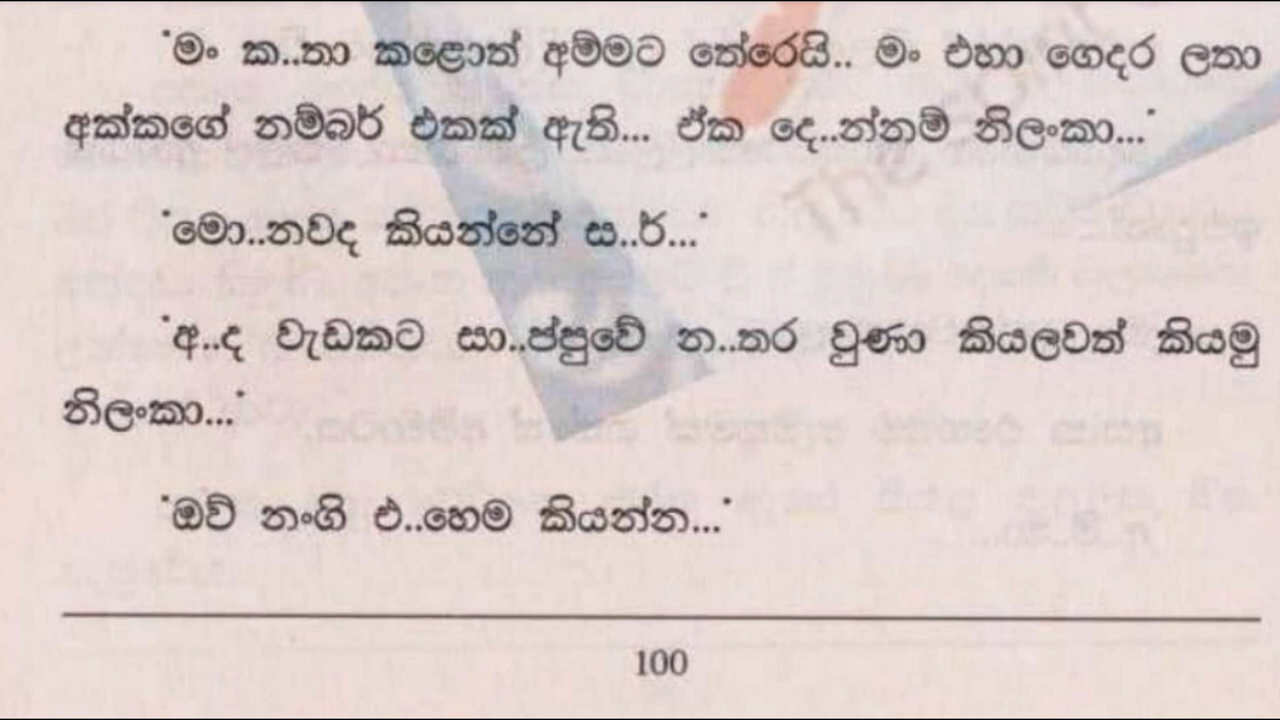 'මං ක..තා කළොත් අම්මට තේරෙයි.. මං එහා ගෙදර ලතා
අක්කගේ නම්බර් එකක් ඇති... ඒක දෙ..න්නම් නිලංකා...'
'මො..නවද කියන්නේ ස..ර්...'
'අ..ද වැඩකට සා..ප්පුවේ න..තර වුණා කියලවත් කියමු
නිලංකා...'
'ඔව් නංගි එ..හෙම කියන්න...'
100